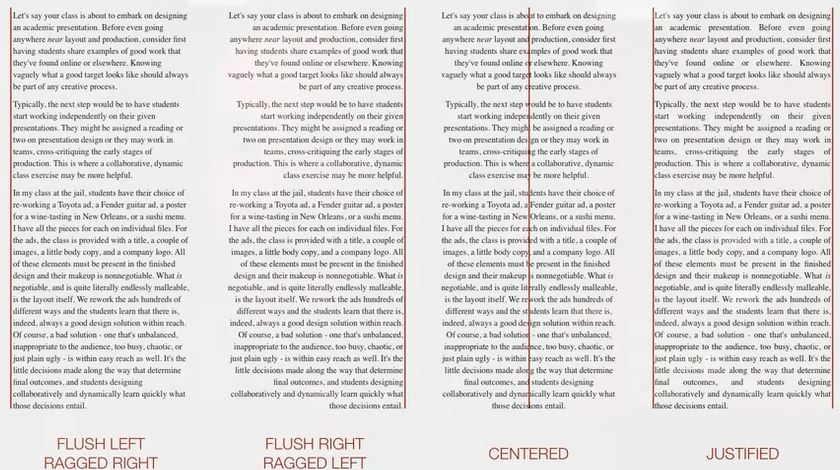 Let's say your class is about to embark on designing
an academic presentation. Before even going
anywhere near layout and production, consider first
having students share examples of good work that
they've found online or elsewhere. Knowing
vaguely what a good target looks like should always
be part of any creative process.
Typically, the next step would be to have students
start working independently on their given
presentations. They might be assigned a reading or
two on presentation design or they may work in
teams, cross-critiquing the early stages of
production. This is where a collaborative, dynamic
class exercise may be more helpful.
In my class at the jail, students have their choice of
re-working a Toyota ad, a Fender guitar ad, a poster
for a wine-tasting in New Orleans, or a sushi menu.
I have all the pieces for each on individual files. For
the ads, the class is provided with a title, a couple of
images, a little body copy, and a company logo. All
of these elements must be present in the finished
design and their makeup is nonnegotiable. What is
negotiable, and is quite literally endlessly malleable,
is the layout itself. We rework the ads hundreds of
different ways and the students learn that there is,
indeed, always a good design solution within reach.
Of course, a bad solution - one that's unbalanced,
inappropriate to the audience, too busy, chaotic, or
just plain ugly - is within easy reach as well. It's the
little decisions made along the way that determine
final outcomes, and students designing
collaboratively and dynamically learn quickly what
those decisions entail.
FLUSH LEFT
RAGGED RIGHT
Let's say your class is about to embark on designing
an academic presentation. Before even going
anywhere near layout and production, consider first
having students share examples of good work that
they've found online or elsewhere. Knowing
vaguely what a good target looks like should always
be part of any creative process.
Typically, the next step would be to have students
start working independently on their given
presentations. They might be assigned a reading or
two on presentation design or they may work in
teams, cross-critiquing the early stages of
production. This is where a collaborative, dynamic
class exercise may be more helpful.
In my class at the jail, students have their choice of
re-working a Toyota ad, a Fender guitar ad, a poster
for a wine-tasting in New Orleans, or a sushi menu.
I have all the pieces for each on individual files. For
the ads, the class is provided with a title, a couple of
images, a little body copy, and a company logo. All
of these elements must be present in the finished
design and their makeup is nonnegotiable. What is
negotiable, and is quite literally endlessly malleable,
is the layout itself. We rework the ads hundreds of
different ways and the students learn that there is,
indeed, always a good design solution within reach.
Of course, a bad solution - one that's unbalanced,
inappropriate to the audience, too busy, chaotic, or
just plain ugly - is within easy reach as well. It's the
little decisions made along the way that determine
final outcomes, and students designing
collaboratively and dynamically learn quickly what
those decisions entail.
FLUSH RIGHT
RAGGED LEFT
Let's say your class is about to embark on designing
an academic presentation. Before even going
anywhere near layout and production, consider first
having students share examples of good work that
they've found online or elsewhere. Knowing
vaguely what a good target looks like should always
be part of any creative process.
Typically, the next step would be to have students
start working independently on their given
presentations. They might be assigned a reading or
two on presentation design or they may work in
teams, cross-critiquing the early stages of
production. This is where a collaborative, dynamic
class exercise may be more helpful.
In my class at the jail, students have their choice of
re-working a Toyota ad, a Fender guitar ad, a poster
for a wine-tasting in New Orleans, or a sushi menu.
I have all the pieces for each on individual files. For
the ads, the class is provided with a title, a couple of
images, a little body copy, and a company logo. All
of these elements must be present in the finished
design and their makeup is nonnegotiable. What is
negotiable, and is quite literally endlessly malleable,
is the layout itself. We rework the ads hundreds of
different ways and the students learn that there is,
indeed, always a good design solution within reach.
Of course, a bad solution - one that's unbalanced,
inappropriate to the audience, too busy, chaotic, or
just plain ugly - is within easy reach as well. It's the
little decisions made along the way that determine
final outcomes, and students designing
collaboratively and dynamically learn quickly what
those decisions entail.
CENTERED
Let's say your class is about to embark on designing
an academic presentation. Before even going
anywhere near layout and production, consider first
having students share examples of good work that
they've found online or elsewhere. Knowing
vaguely what a good target looks like should always
be part of any creative process.
Typically, the next step would be to have students
start working independently on their given
presentations. They might be assigned a reading or
two on presentation design or they may work in
teams, cross-critiquing the early stages of
production. This is where a collaborative, dynamic
class exercise may be more helpful.
In my class at the jail, students have their choice of
re-working a Toyota ad, a Fender guitar ad, a poster
for a wine-tasting in New Orleans, or a sushi menu.
I have all the pieces for each on individual files. For
the ads, the class is provided with a title, a couple of
images, a little body copy, and a company logo. All
of these elements must be present in the finished
design and their makeup is nonnegotiable. What is
negotiable, and is quite literally endlessly malleable,
is the layout itself. We rework the ads hundreds of
different ways and the students learn that there is,
indeed, always a good design solution within reach.
Of course, a bad solution - one that's unbalanced,
inappropriate to the audience, too busy, chaotic, or
just plain ugly - is within easy reach as well. It's the
little decisions made along the way that determine
final outcomes, and students designing
collaboratively and dynamically learn quickly what
those decisions entail.
JUSTIFIED